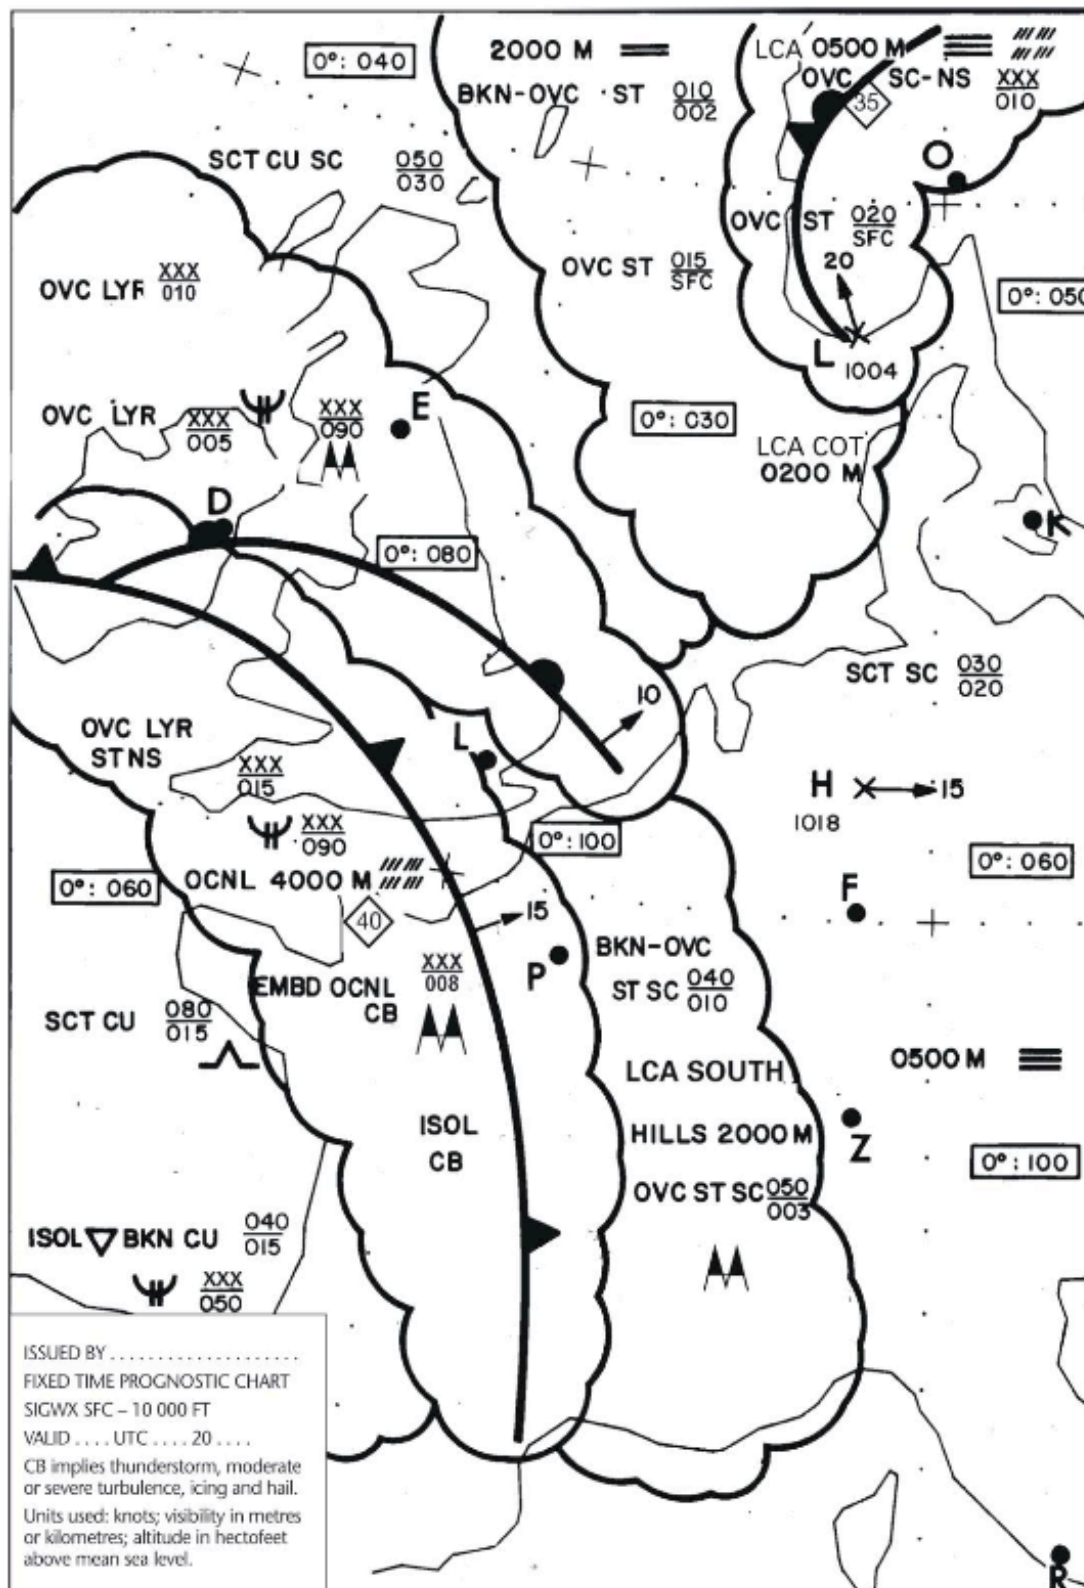 0°: 040
2000 M
BKN-OVC ST 010
002
LCA 0500 M
OVC SC-NS XXX
010
35
SCT CU SC 050
030
O
OVC ST 020
SFC
20
OVC LYR XXX
010
OVC ST 015
SFC
0°: 050
L 1004
OVC LYR XXX
005
XXX
090
E
0°: 030
LCA COT
0200 M
D
K
0°: 080
SCT SC 030
020
10
OVC LYR
ST NS
XXX
015
L
H 15
1018
XXX
090
0°: 100
0°: 060
0°: 060
OCNL 4000 M
40
15
F
BKN-OVC
ST SC 040
010
P
XXX
008
EMBD OCNL
CB
SCT CU 080
015
0500 M
LCA SOUTH
HILLS 2000 M
Z
ISOL
CB
0°: 100
OVC ST SC 050
003
ISOL BKN CU 040
015
XXX
050
ISSUED BY . . . . . . . . . . . . . . . . . . . .
FIXED TIME PROGNOSTIC CHART
SIGWX SFC – 10 000 FT
VALID . . . . UTC . . . . 20 . . . .
CB implies thunderstorm, moderate
or severe turbulence, icing and hail.
Units used: knots; visibility in metres
or kilometres; altitude in hectofeet
above mean sea level.
R